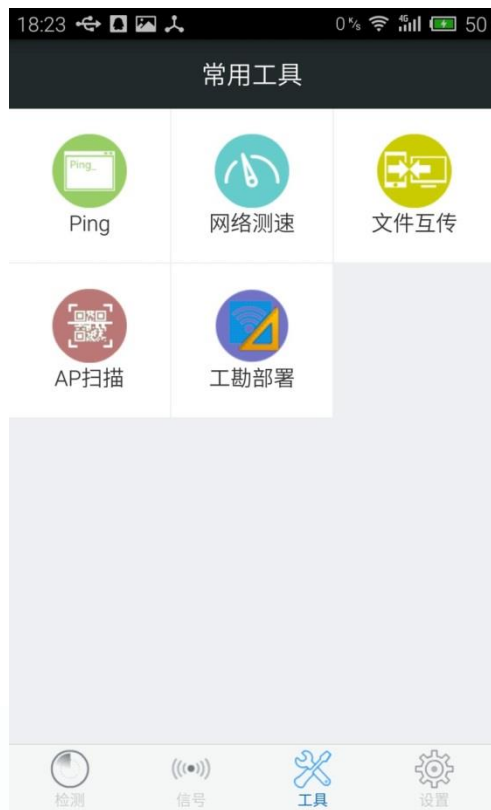 18:23 0 K/s 4G 50
常用工具
Ping_
Ping 网络测速 文件互传
AP扫描 工勘部署
检测 信号 工具 设置